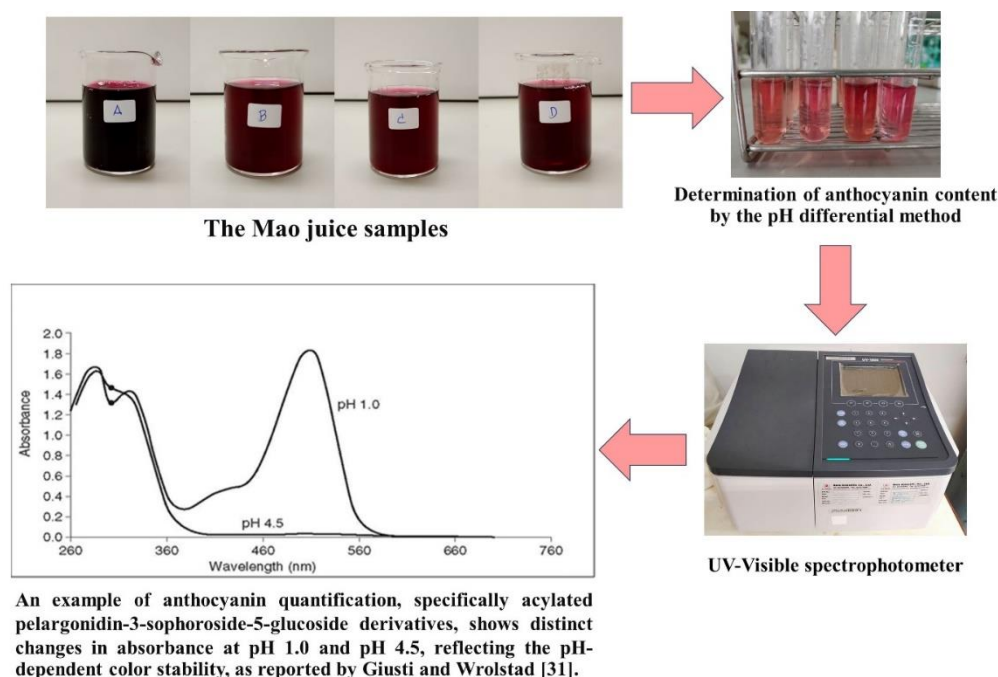 A
B
C
D
The Mao juice samples
Determination of anthocyanin content
by the pH differential method
2.0
1.8
1.6
1.4
1.2
1.0
0.8
0.6
0.4
0.2
0.0
Absorbance
pH 1.0
pH 4.5
260
360
460
560
660
760
Wavelength (nm)
UV-Visible spectrophotometer
An example of anthocyanin quantification, specifically acylated
pelargonidin-3-sophoroside-5-glucoside derivatives, shows distinct
changes in absorbance at pH 1.0 and pH 4.5, reflecting the pH-
dependent color stability, as reported by Giusti and Wrolstad [31].